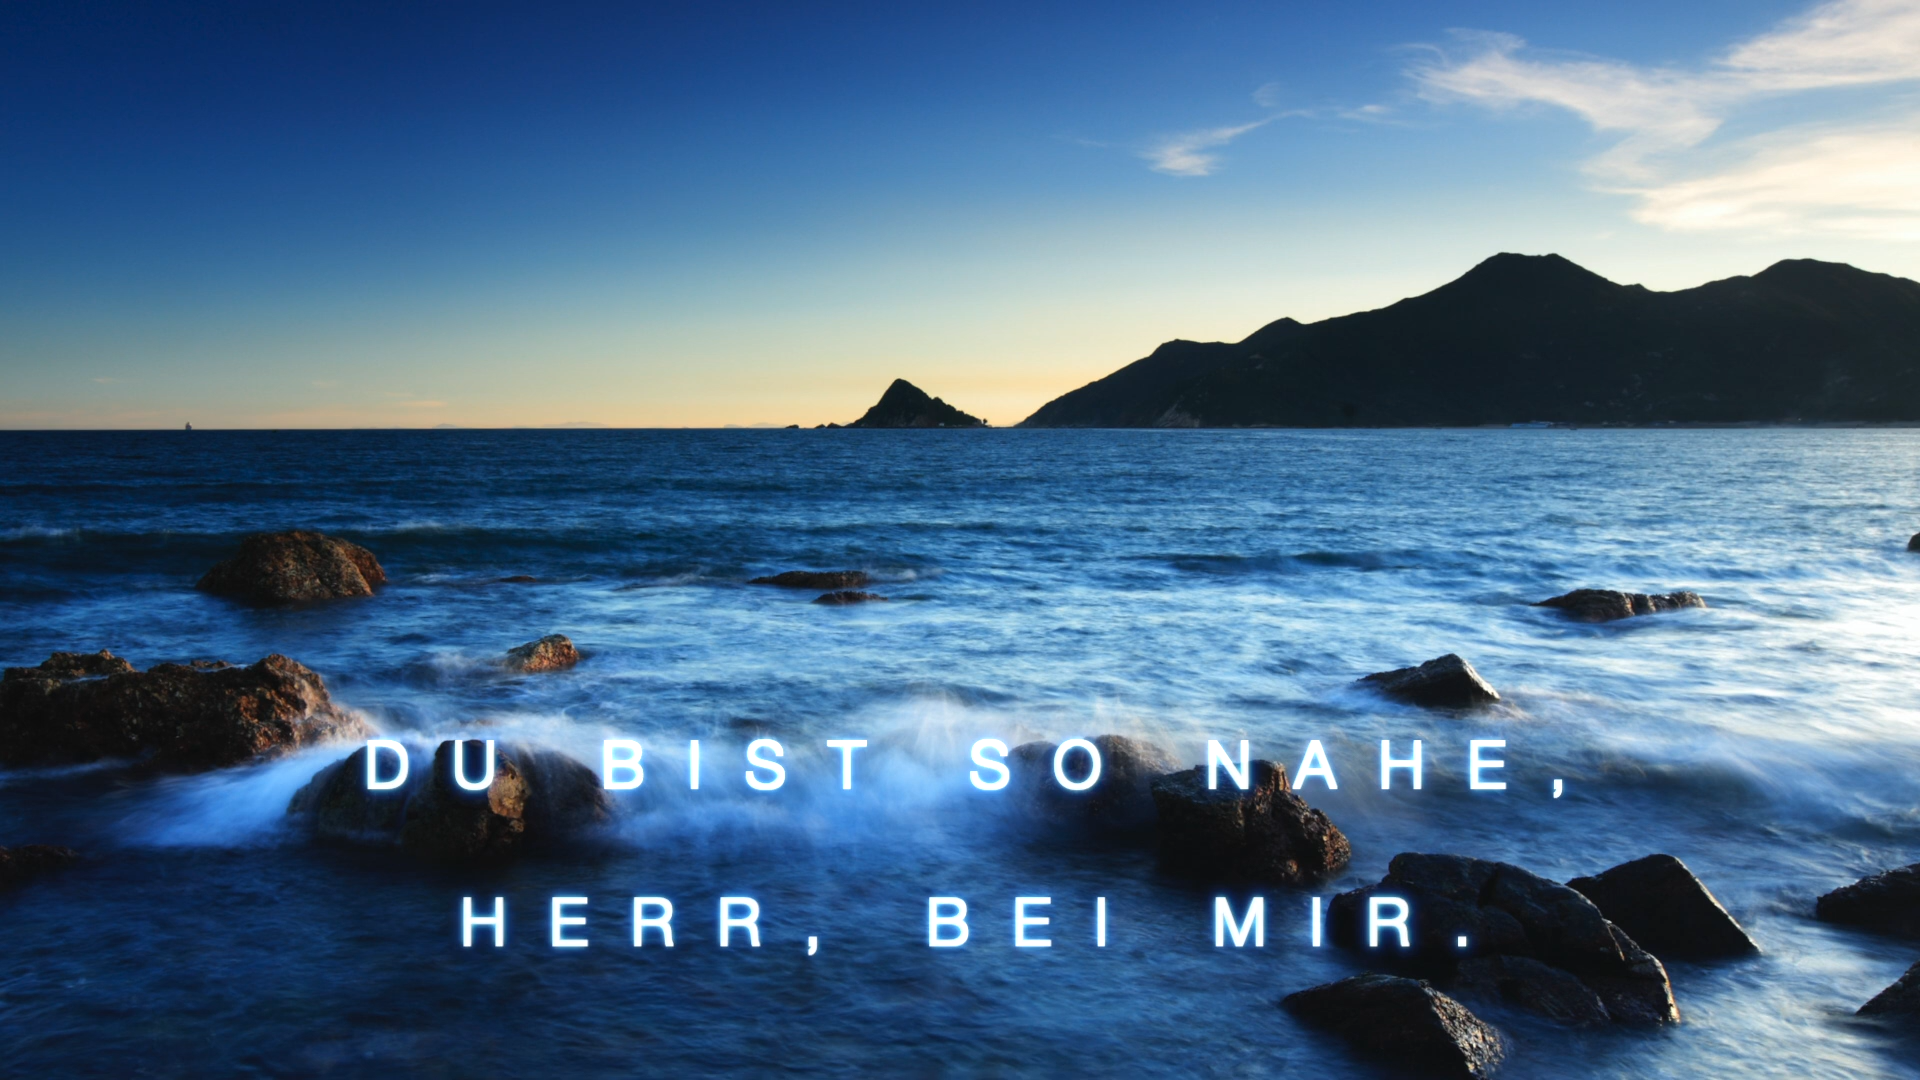 DU BIST SO NAHE,
HERR, BEI MIR.